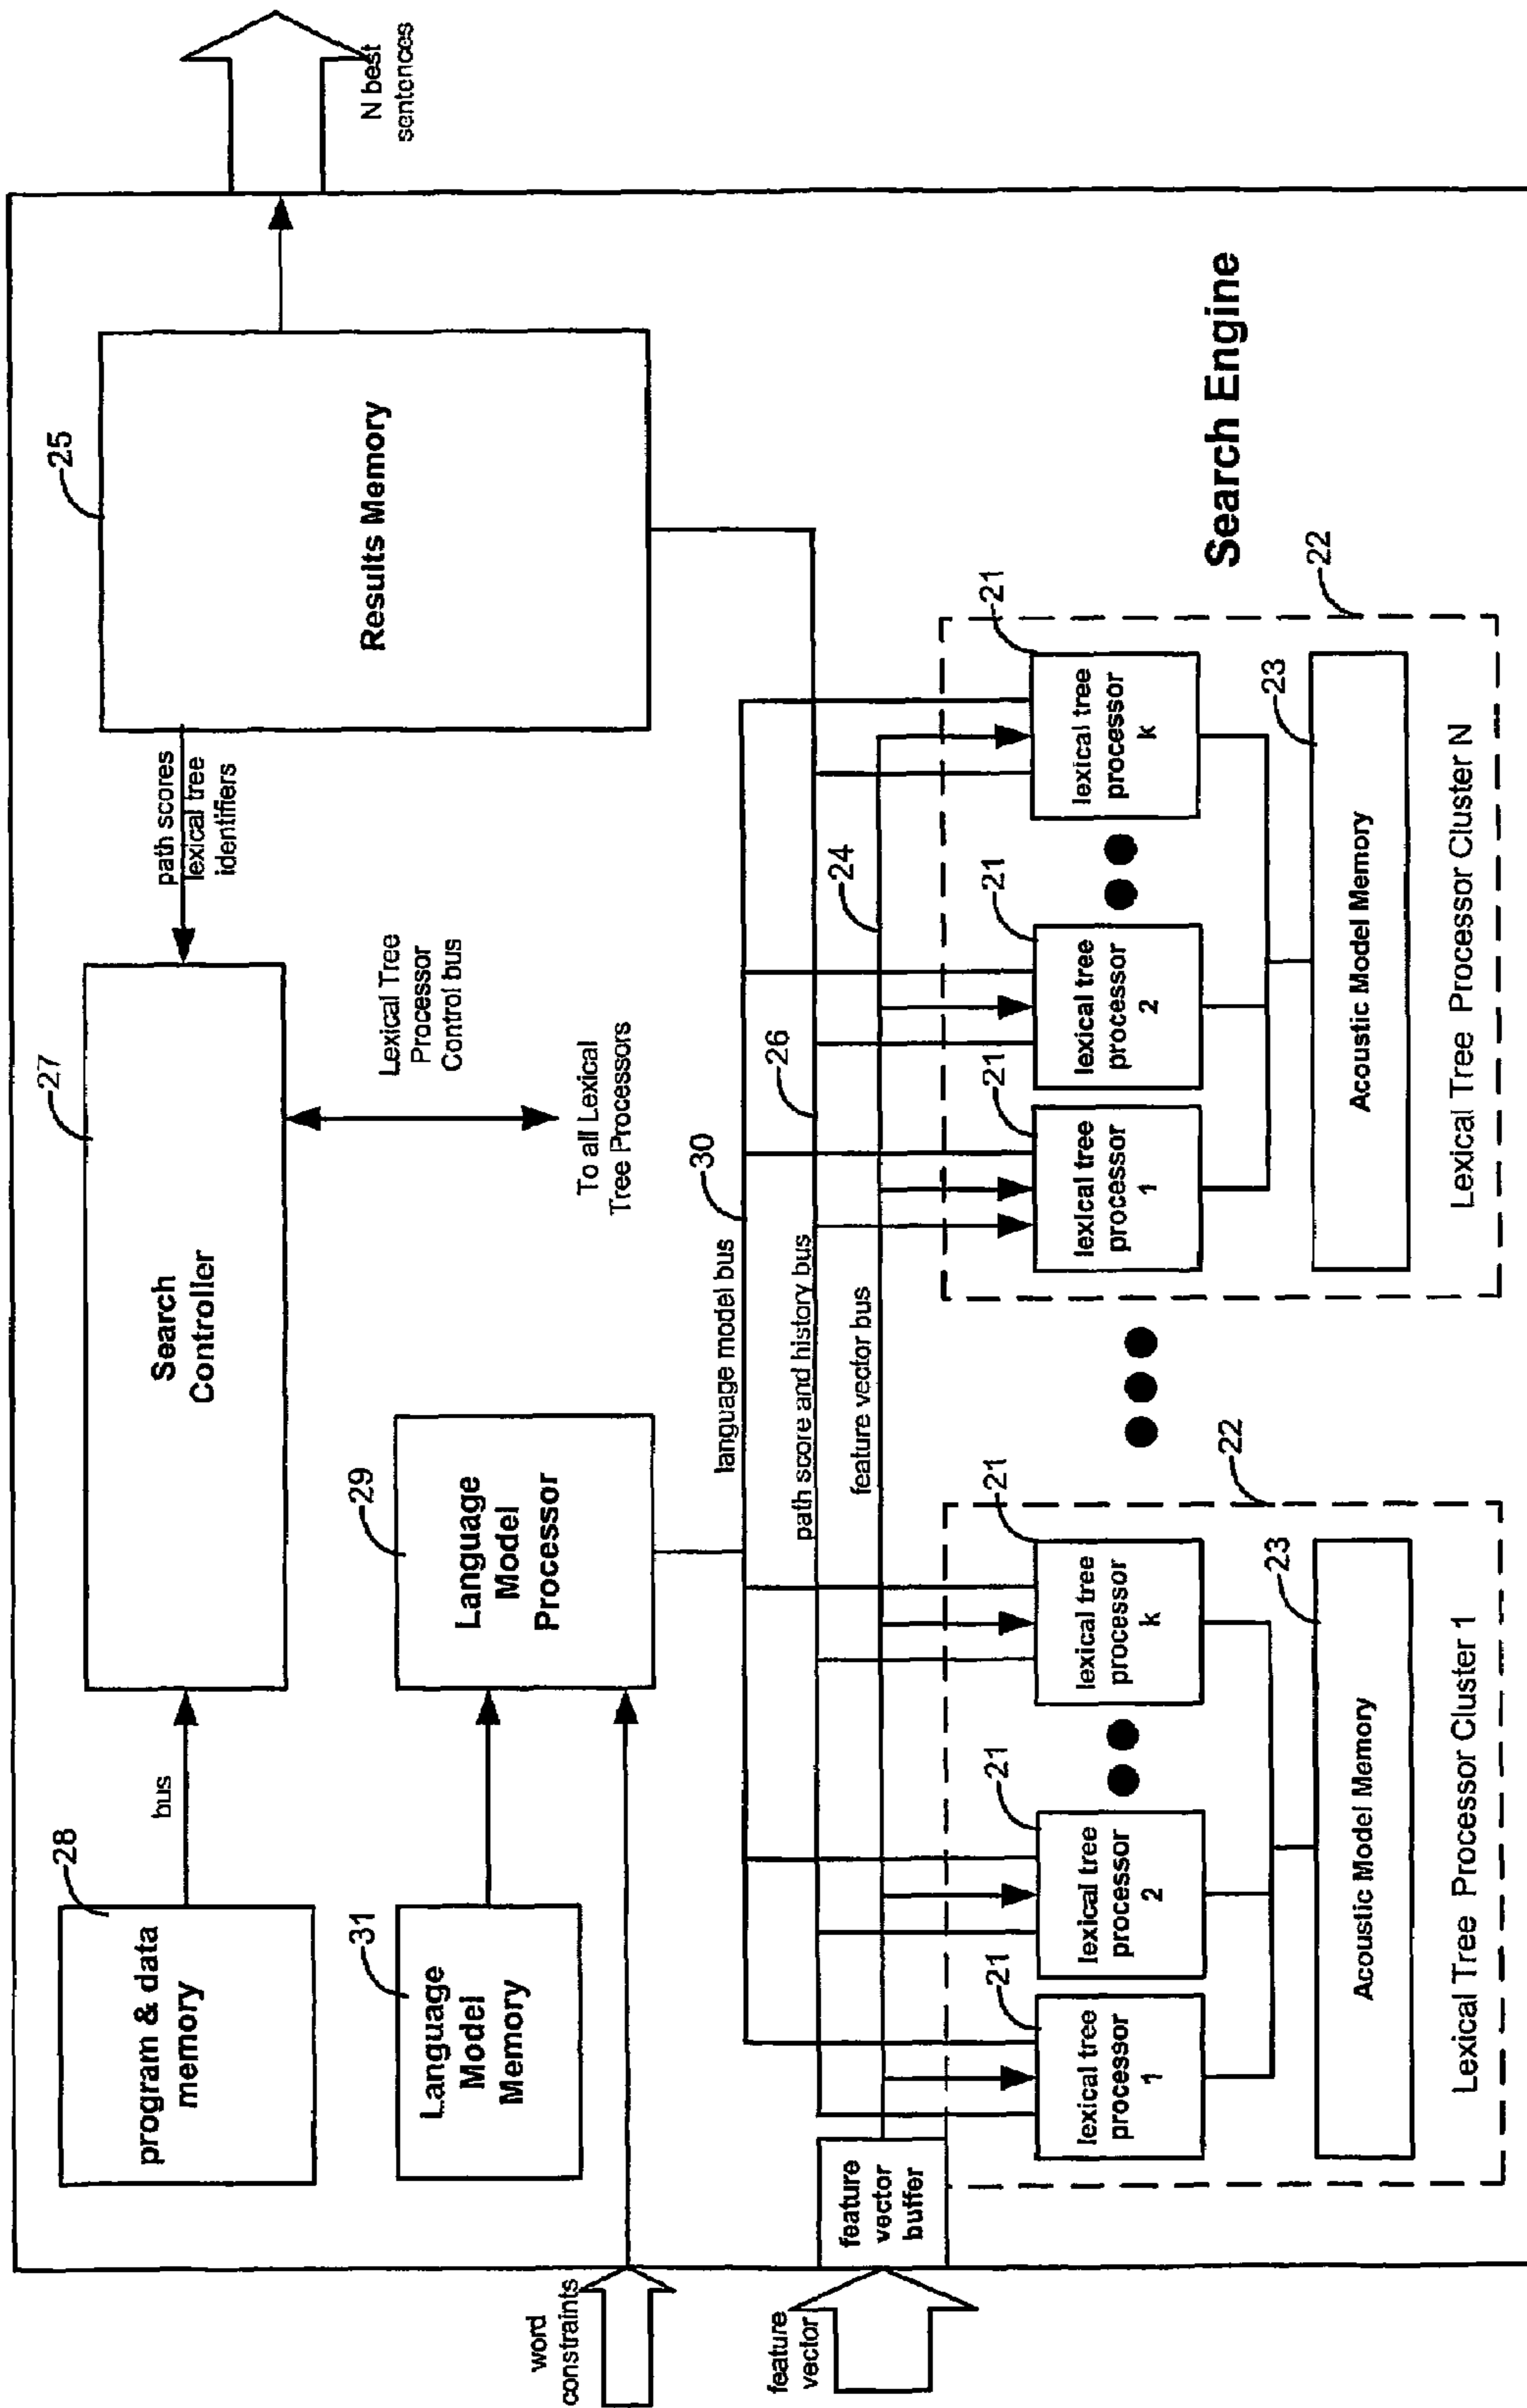 N best
sentences
25
Results Memory
path scores
lexical tree
identifiers
27
Search
Controller
Lexical Tree
Processor
Control bus
To all Lexical
Tree Processors
bus
28
program & data
memory
29
Language
Model
Processor
31
Language
Model
Memory
word
constraints
feature
vector
feature
vector
buffer
30
language model bus
26
path score and history bus
24
feature vector bus
Search Engine
22
21
lexical tree
processor
1
21
lexical tree
processor
2
21
lexical tree
processor
k
23
Acoustic Model Memory
Lexical Tree Processor Cluster 1
22
21
lexical tree
processor
1
21
lexical tree
processor
2
21
lexical tree
processor
k
23
Acoustic Model Memory
Lexical Tree Processor Cluster N